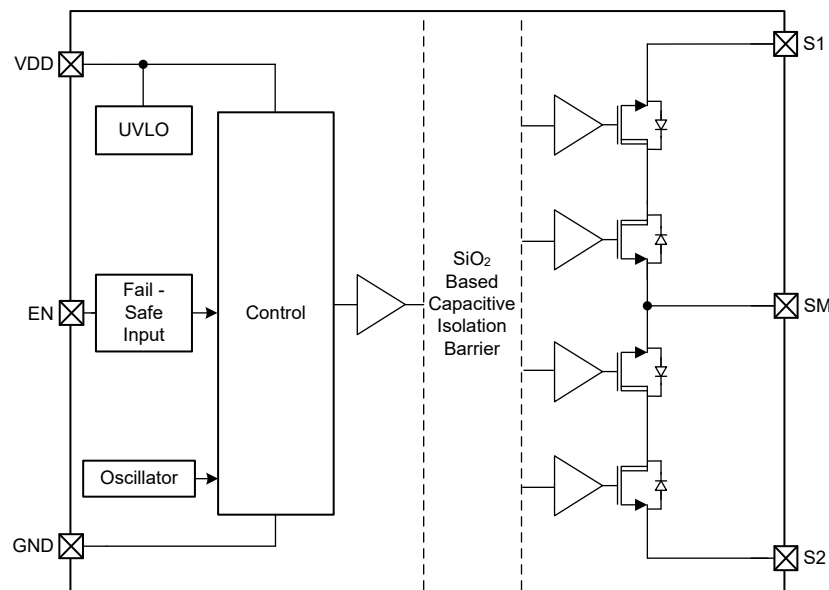 S1
VDD
UVLO
SiO₂
Based
Capacitive
Isolation
Barrier
EN
Fail -
Safe
Input
Control
SM
Oscillator
GND
S2